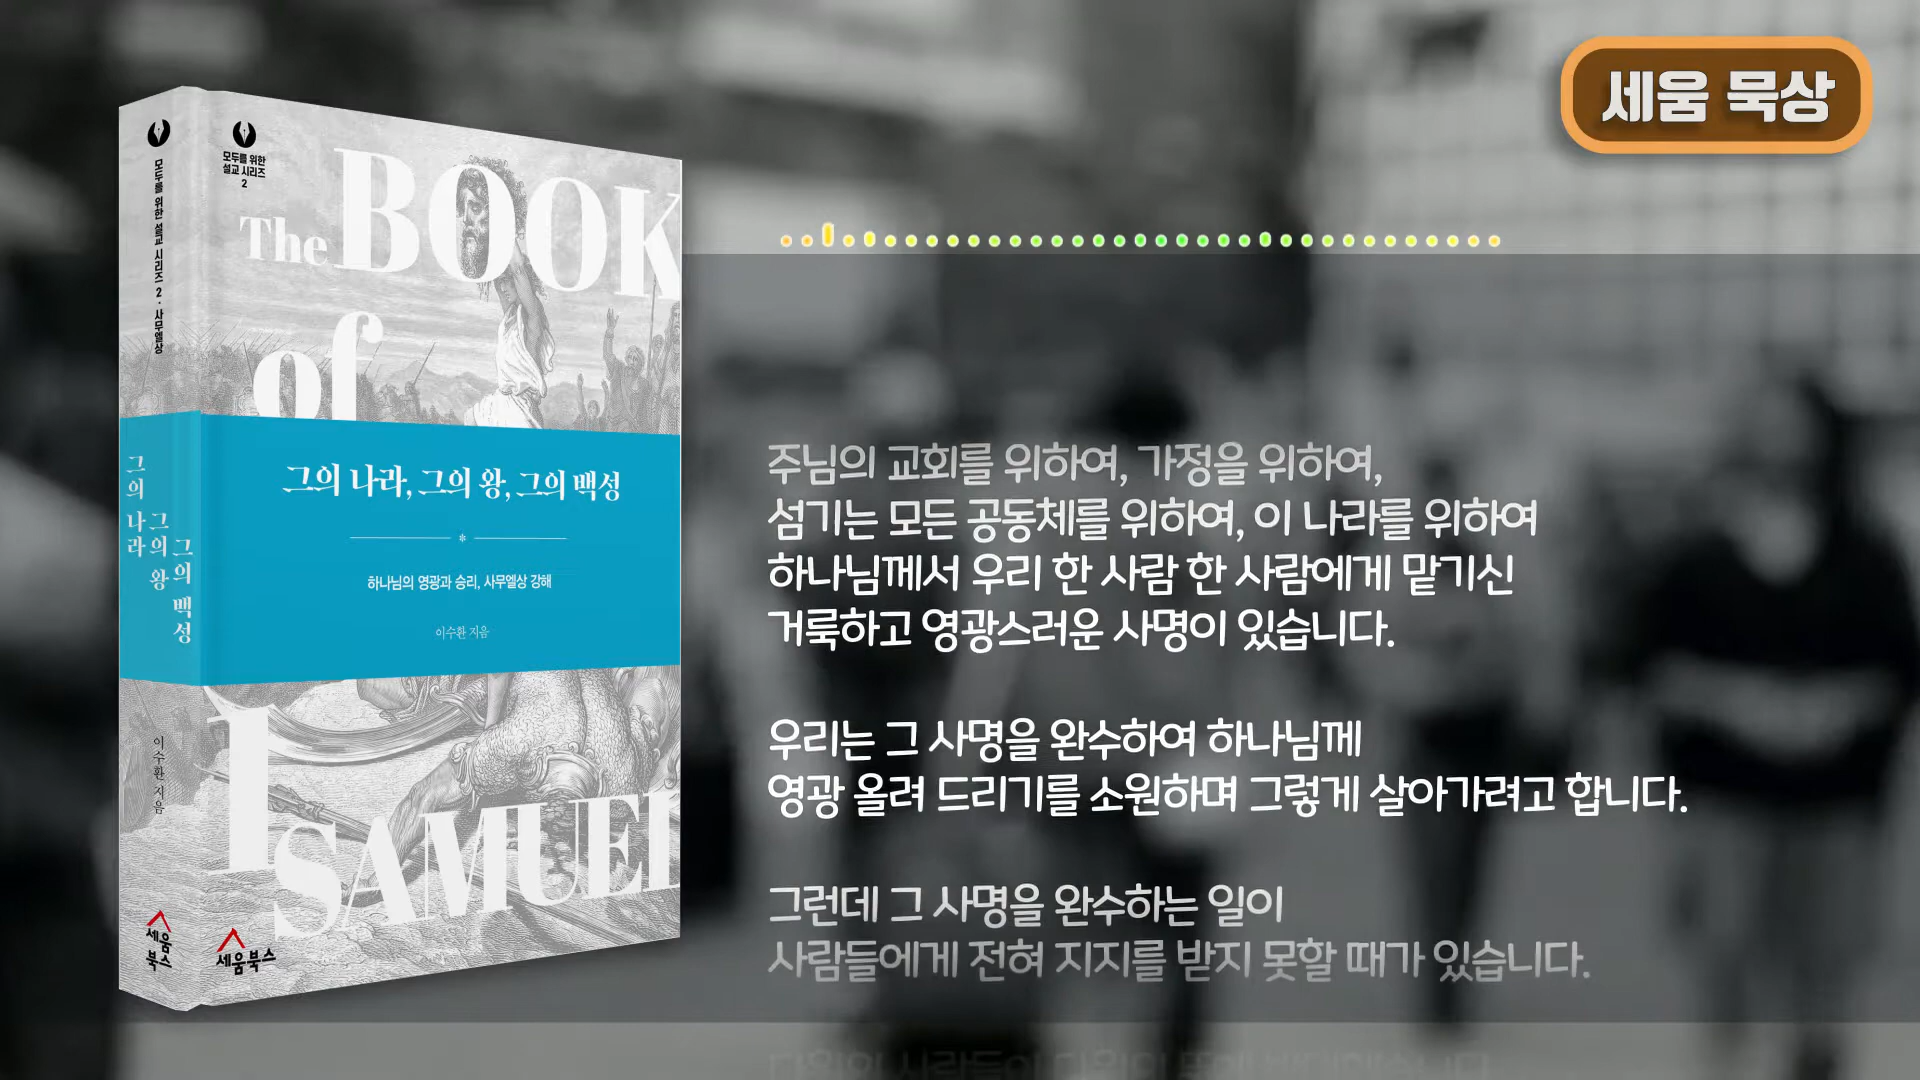 세움 묵상
모두를 위한 설교 시리즈 2 · 사무엘상
그의 나라
그의 왕
그의 백성
이수환 지음
세움
북스
모두를 위한
설교 시리즈
2
The BOOK
of
그의 나라, 그의 왕, 그의 백성
하나님의 영광과 승리, 사무엘상 강해
이수환 지음
I
SAMUEL
세움북스
주님의 교회를 위하여, 가정을 위하여,
섬기는 모든 공동체를 위하여, 이 나라를 위하여
하나님께서 우리 한 사람 한 사람에게 맡기신
거룩하고 영광스러운 사명이 있습니다.
우리는 그 사명을 완수하여 하나님께
영광 올려 드리기를 소원하며 그렇게 살아가려고 합니다.
그런데 그 사명을 완수하는 일이
사람들에게 전혀 지지를 받지 못할 때가 있습니다.